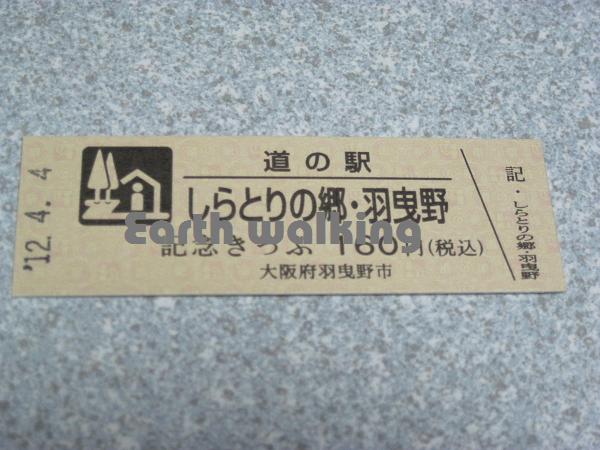 '12. 4. 4
道の駅
しらとりの郷・羽曳野
記念きっぷ 160円(税込)
大阪府羽曳野市
記・しらとりの郷・羽曳野
Earth walking